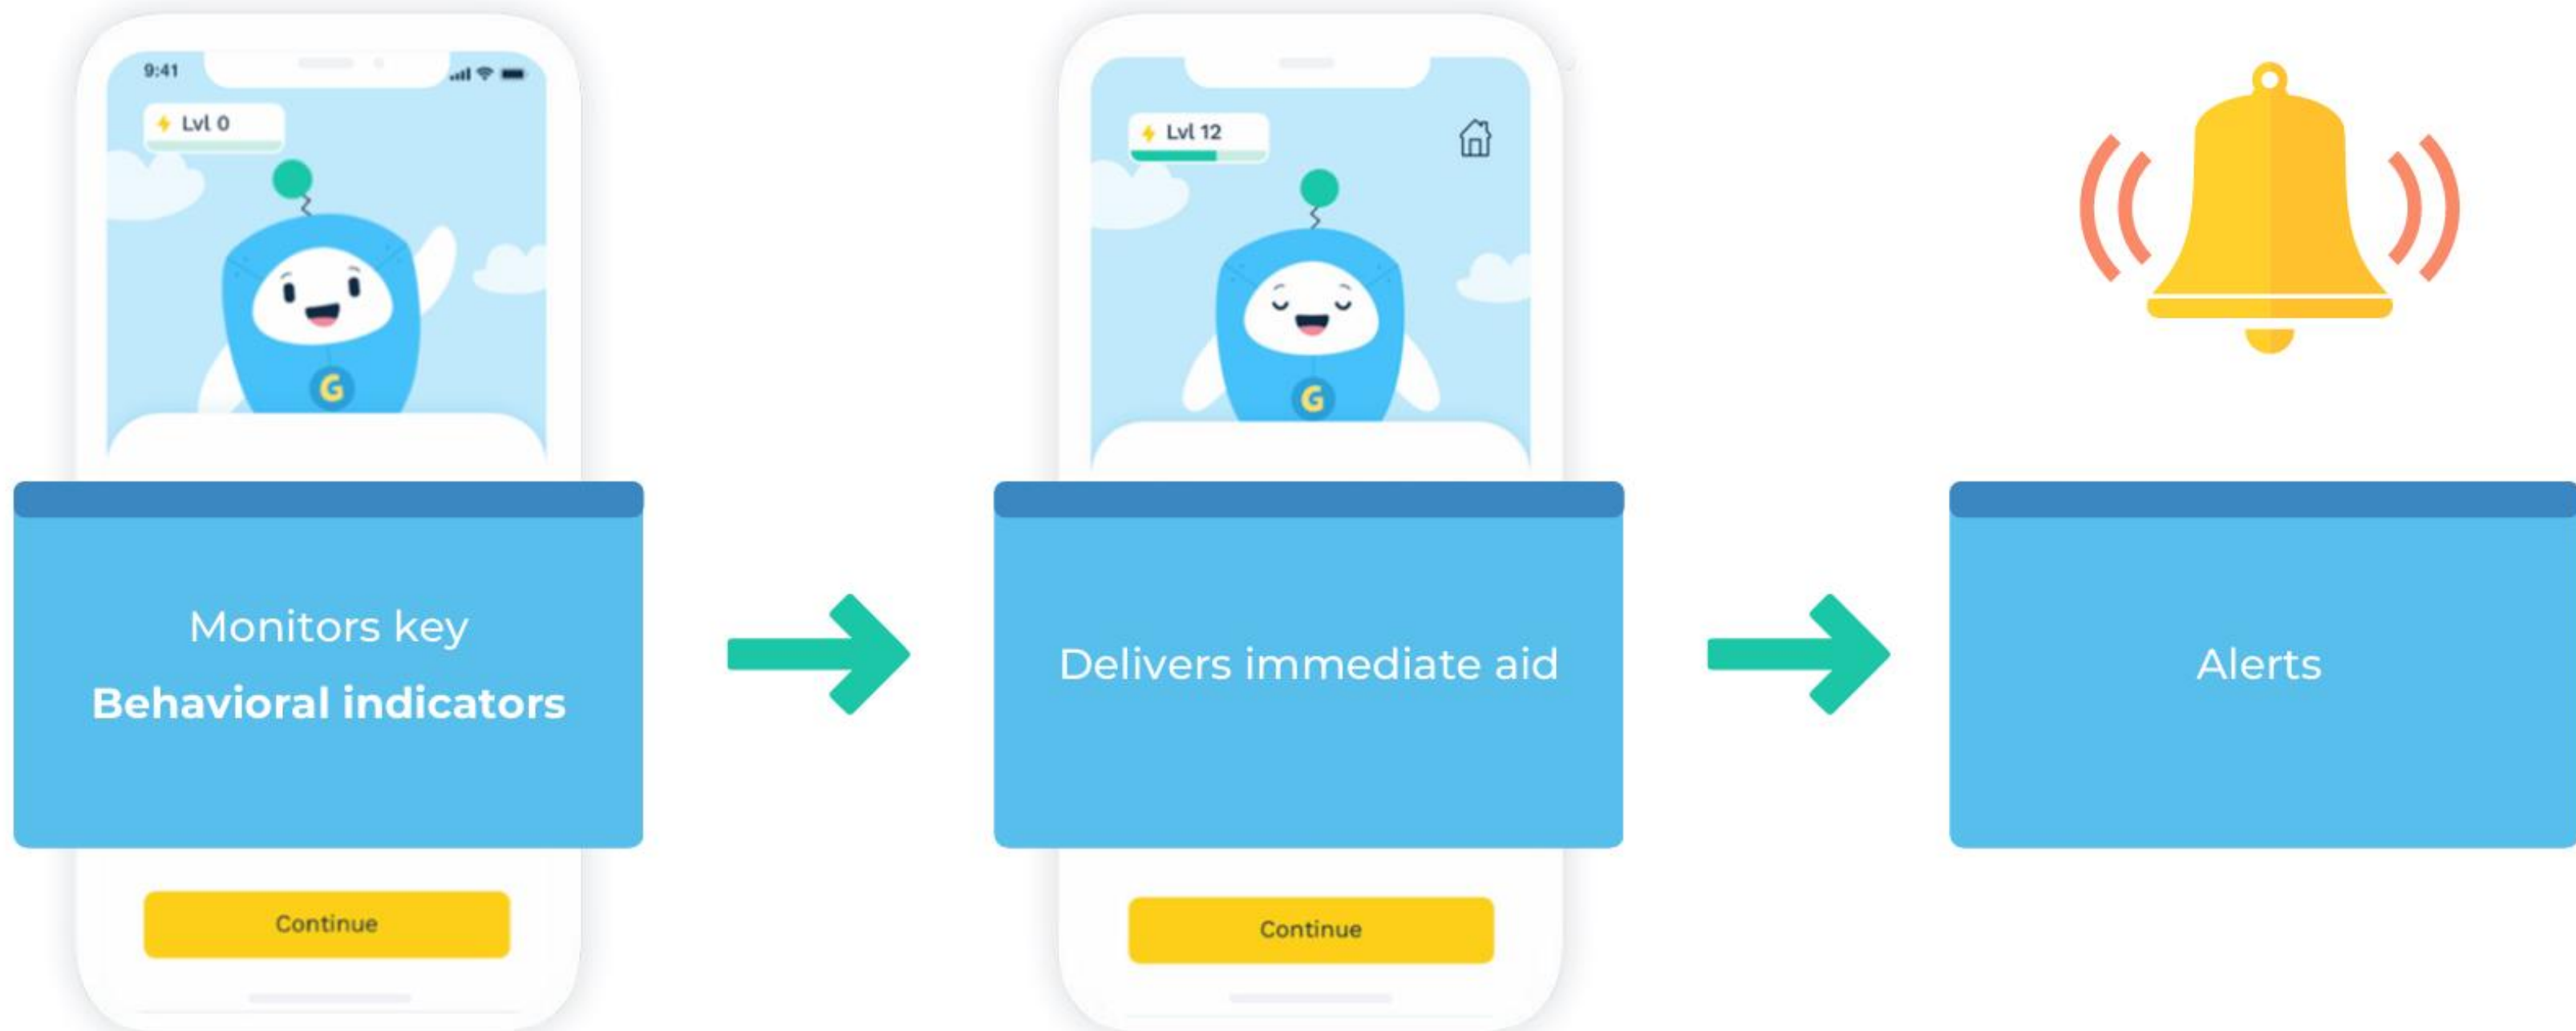 9:41
Lvl 0
G
Monitors key
Behavioral indicators
Continue
Lvl 12
G
Delivers immediate aid
Continue
Alerts